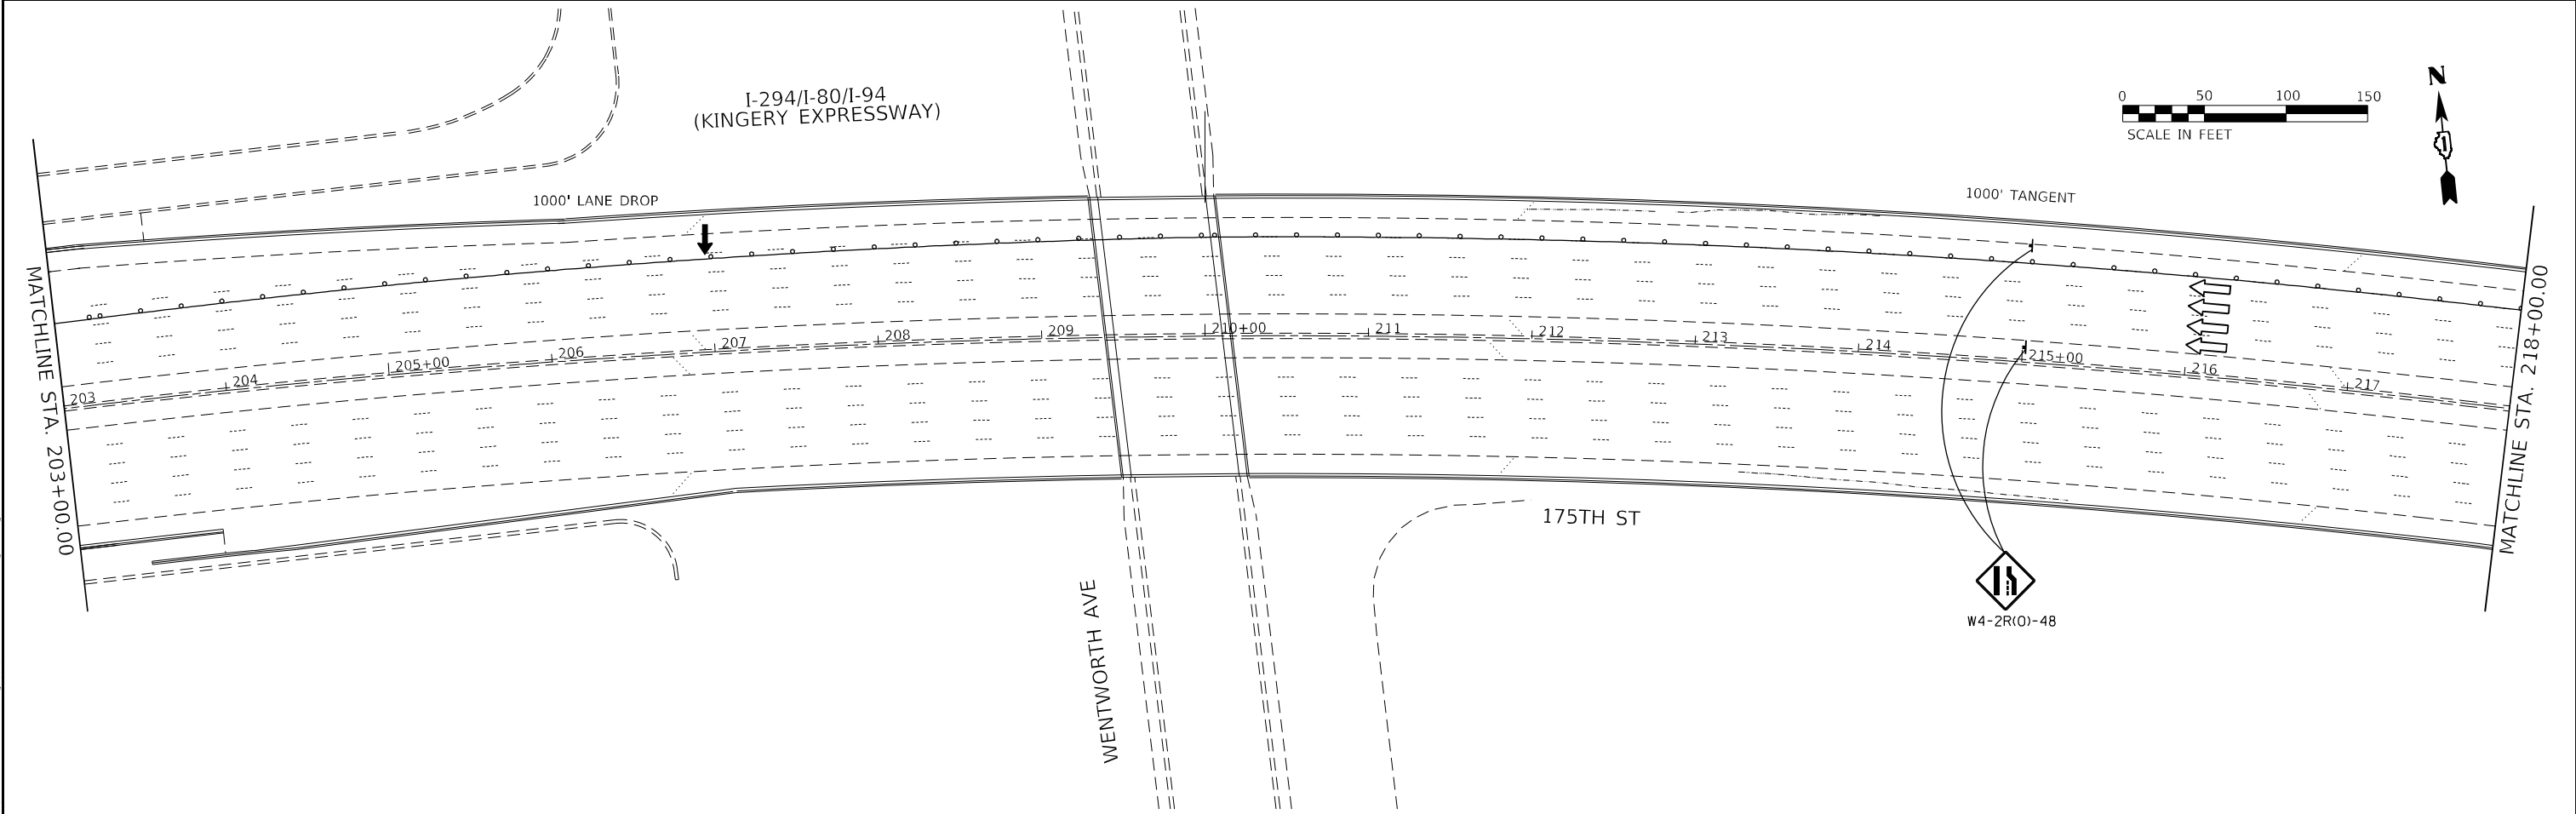 I-294/I-80/I-94
(KINGERY EXPRESSWAY)
0 50 100 150
SCALE IN FEET
N
1000' LANE DROP
1000' TANGENT
MATCHLINE STA. 203+00.00
203 204 205+00 206 207 208 209 210+00 211 212 213 214 215+00 216 217
MATCHLINE STA. 218+00.00
175TH ST
WENTWORTH AVE
W4-2R(O)-48